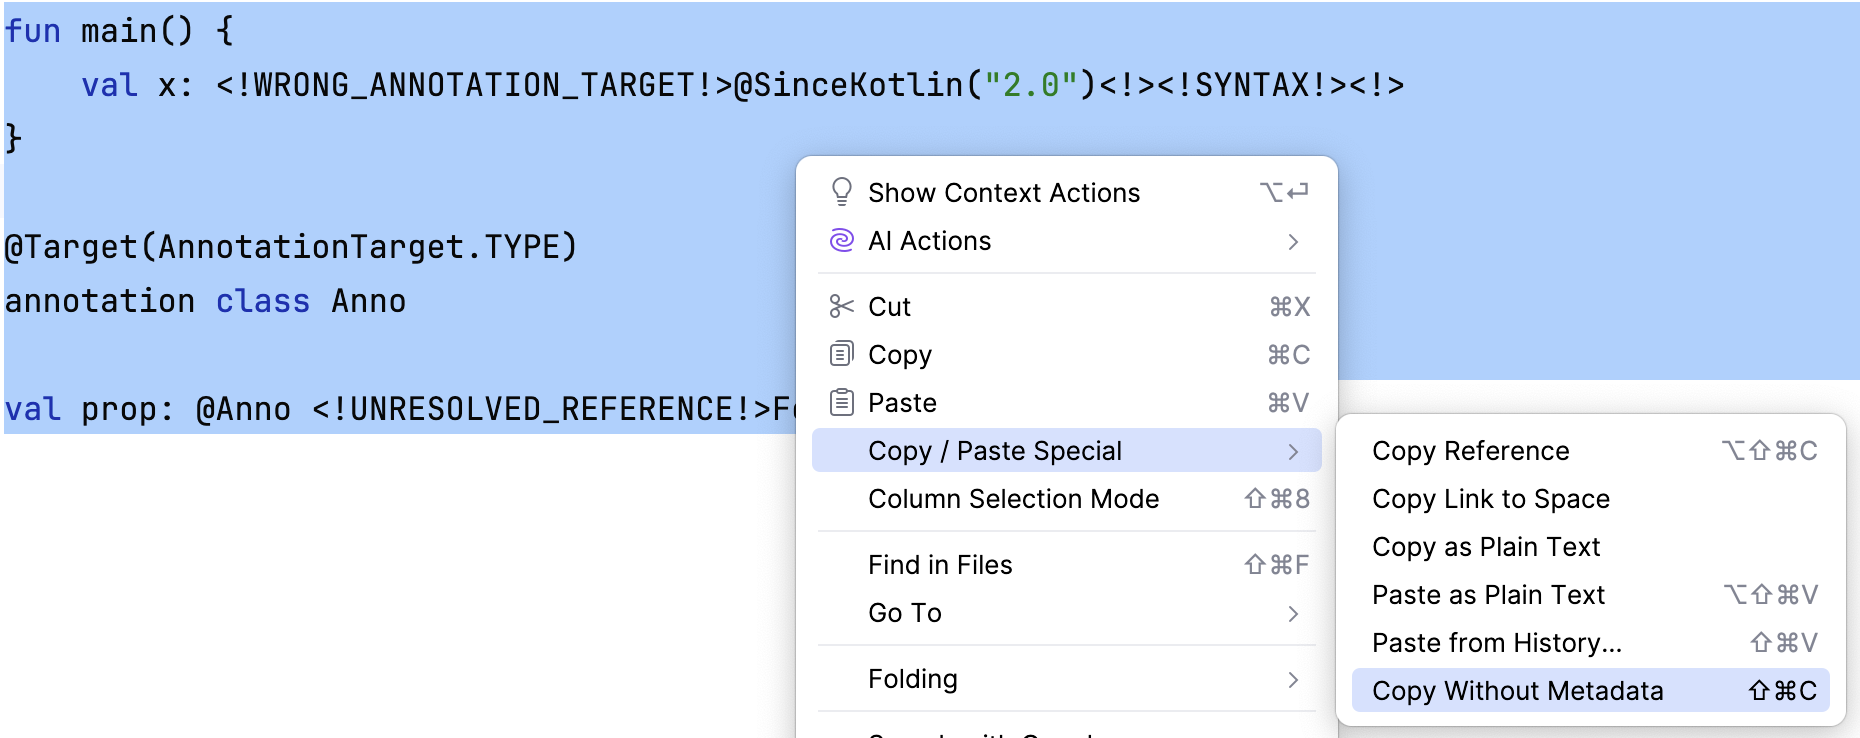 fun main() {
    val x: <!WRONG_ANNOTATION_TARGET!>@SinceKotlin("2.0")<!><!SYNTAX!><!>
}
@Target(AnnotationTarget.TYPE)
annotation class Anno
val prop: @Anno <!UNRESOLVED_REFERENCE!>F
Show Context Actions ⌥↩
AI Actions
Cut ⌘X
Copy ⌘C
Paste ⌘V
Copy / Paste Special
Column Selection Mode ⇧⌘8
Find in Files ⇧⌘F
Go To
Folding
Copy Reference ⌥⇧⌘C
Copy Link to Space
Copy as Plain Text
Paste as Plain Text ⌥⇧⌘V
Paste from History... ⇧⌘V
Copy Without Metadata ⇧⌘C